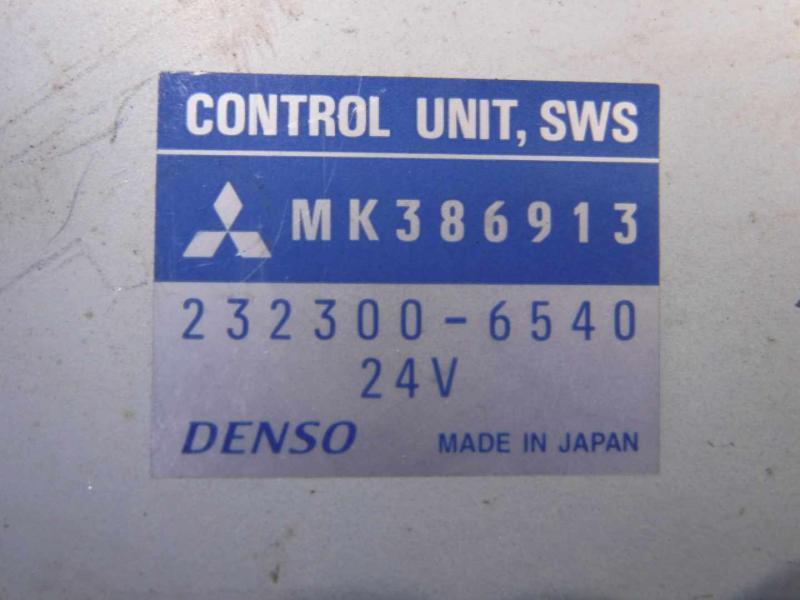 CONTROL UNIT, SWS
MK386913
232300-6540
24V
DENSO MADE IN JAPAN